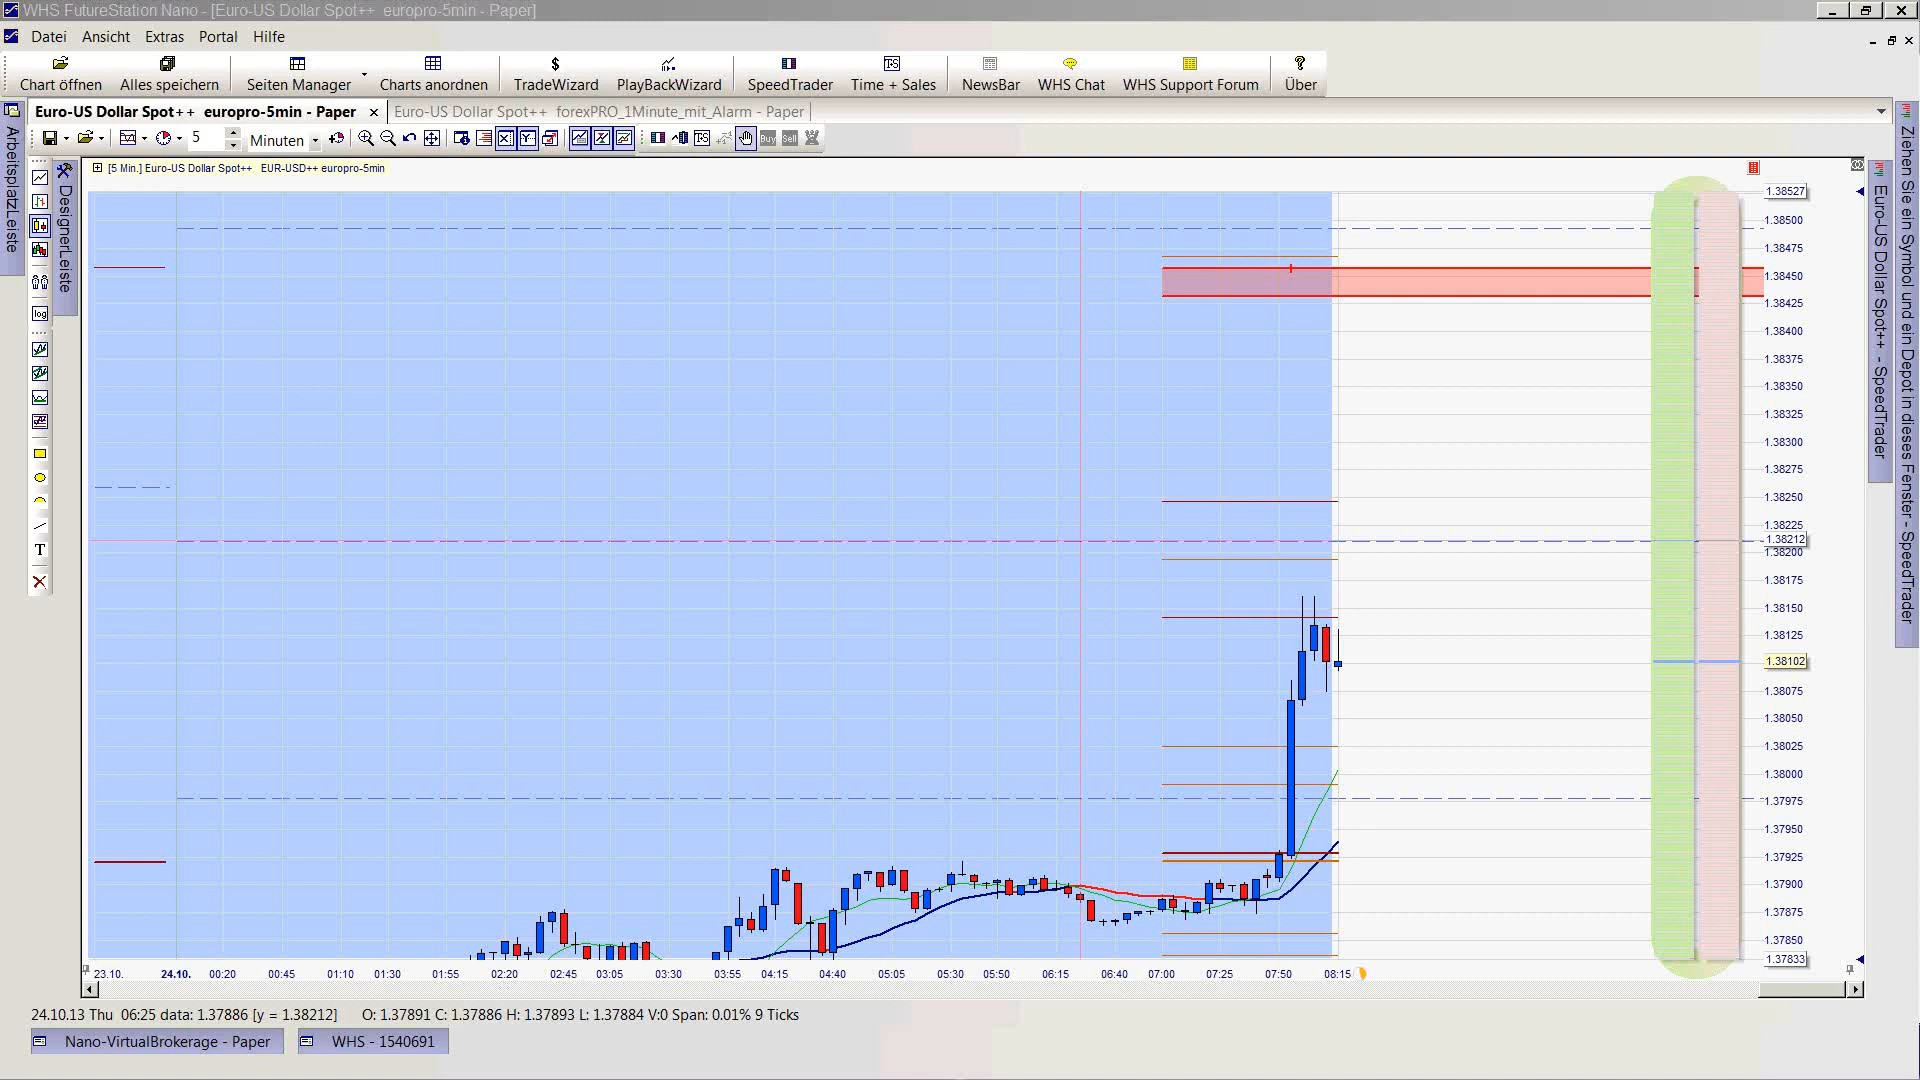 WHS FutureStation Nano - [Euro-US Dollar Spot++  europro-5min - Paper]
Datei Ansicht Extras Portal Hilfe
Chart öffnen Alles speichern Seiten Manager Charts anordnen TradeWizard PlayBackWizard SpeedTrader Time + Sales NewsBar WHS Chat WHS Support Forum Über
Euro-US Dollar Spot++  europro-5min - Paper
Euro-US Dollar Spot++  forexPRO_1Minute_mit_Alarm - Paper
5 Minuten Buy Sell
[5 Min.] Euro-US Dollar Spot++  EUR-USD++ europro-5min
ArbeitsplatzLeiste
DesignerLeiste
log
T
1.38527
1.38500
1.38475
1.38450
1.38425
1.38400
1.38375
1.38350
1.38325
1.38300
1.38275
1.38250
1.38225
1.38212
1.38200
1.38175
1.38150
1.38125
1.38102
1.38075
1.38050
1.38025
1.38000
1.37975
1.37950
1.37925
1.37900
1.37875
1.37850
1.37833
Euro-US Dollar Spot++ - SpeedTrader
Ziehen Sie ein Symbol und ein Depot in dieses Fenster - SpeedTrader
23.10. 24.10. 00:20 00:45 01:10 01:30 01:55 02:20 02:45 03:05 03:30 03:55 04:15 04:40 05:05 05:30 05:50 06:15 06:40 07:00 07:25 07:50 08:15
24.10.13 Thu  06:25 data: 1.37886 [y = 1.38212]  O: 1.37891 C: 1.37886 H: 1.37893 L: 1.37884 V:0 Span: 0.01% 9 Ticks
Nano-VirtualBrokerage - Paper
WHS - 1540691